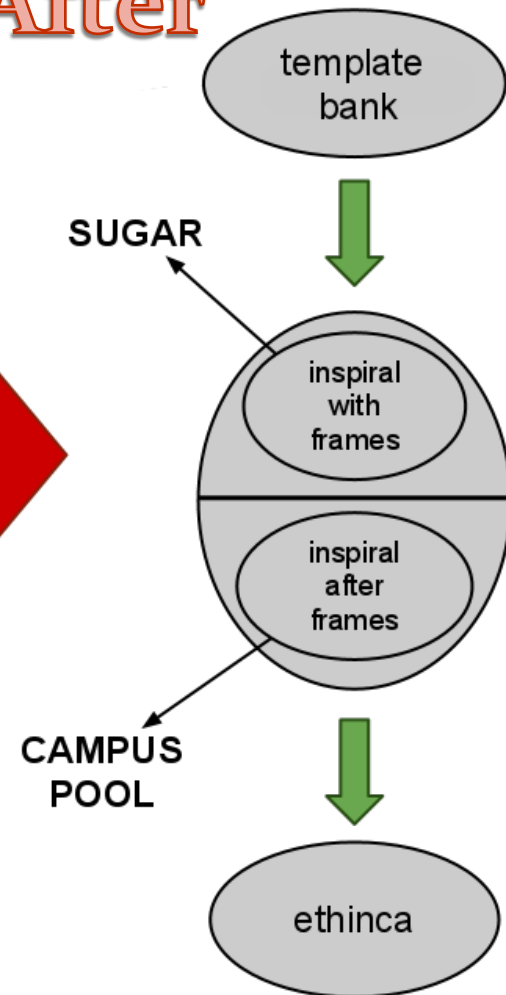 After
template
bank
SUGAR
inspiral
with
frames
inspiral
after
frames
CAMPUS
POOL
ethinca